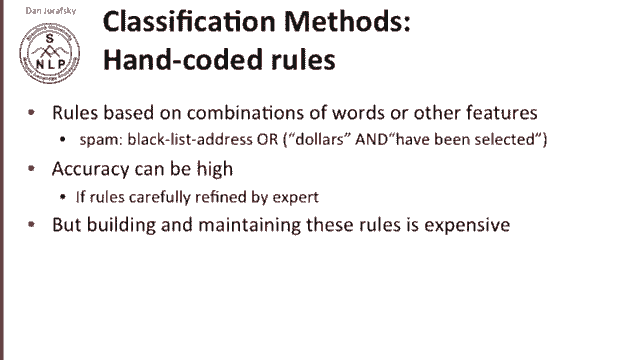 Dan Jurafsky
S
NLP
Classification Methods:
Hand-coded rules
• Rules based on combinations of words or other features
• spam: black-list-address OR (“dollars” AND“have been selected”)
• Accuracy can be high
• If rules carefully refined by expert
• But building and maintaining these rules is expensive